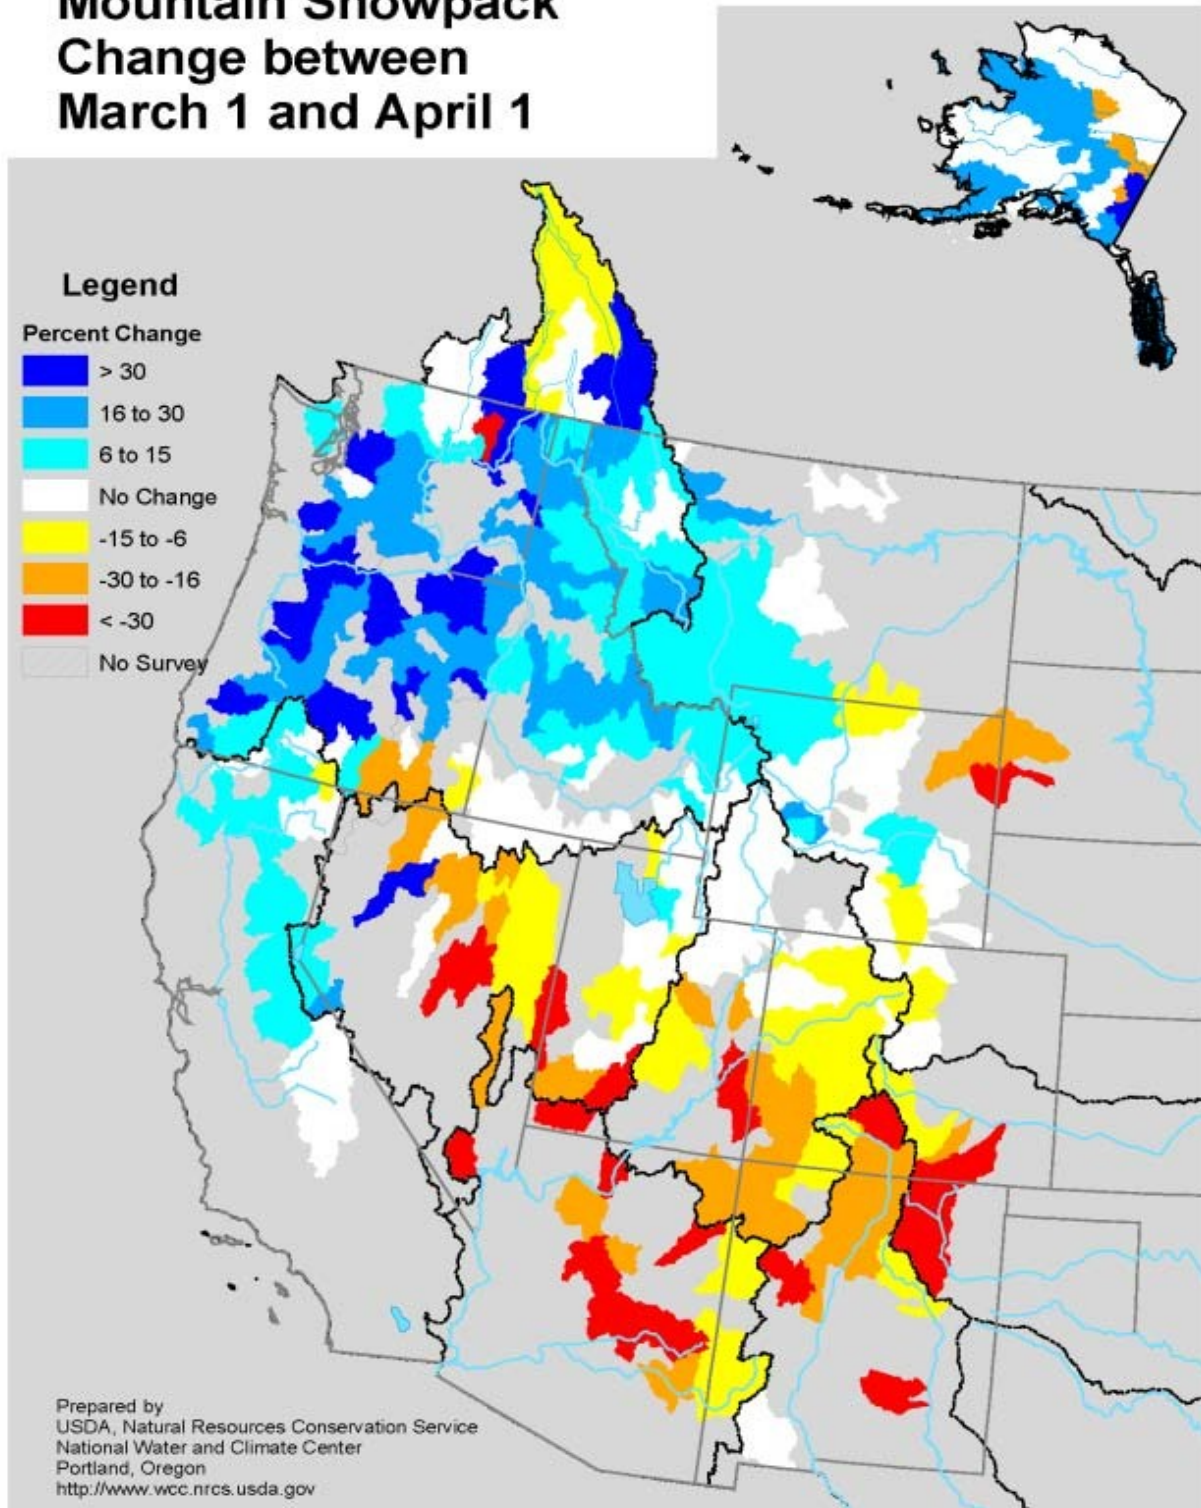 Mountain Snowpack
Change between
March 1 and April 1
Legend
Percent Change
> 30
16 to 30
6 to 15
No Change
-15 to -6
-30 to -16
< -30
No Survey
Prepared by
USDA, Natural Resources Conservation Service
National Water and Climate Center
Portland, Oregon
http://www.wcc.nrcs.usda.gov